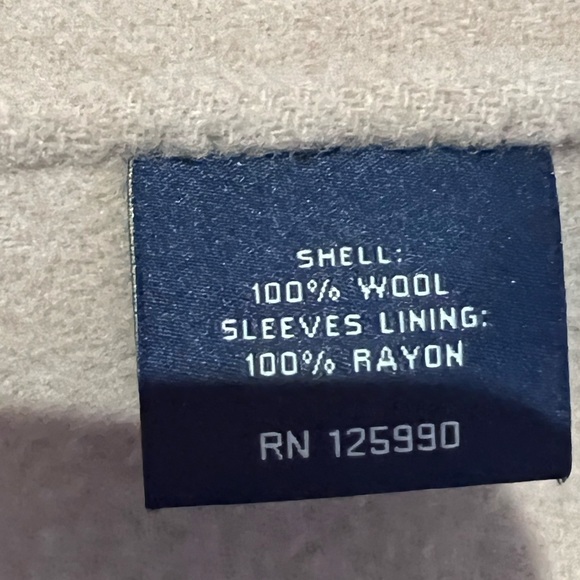 SHELL:
100% WOOL
SLEEVES LINING:
100% RAYON
RN 125990